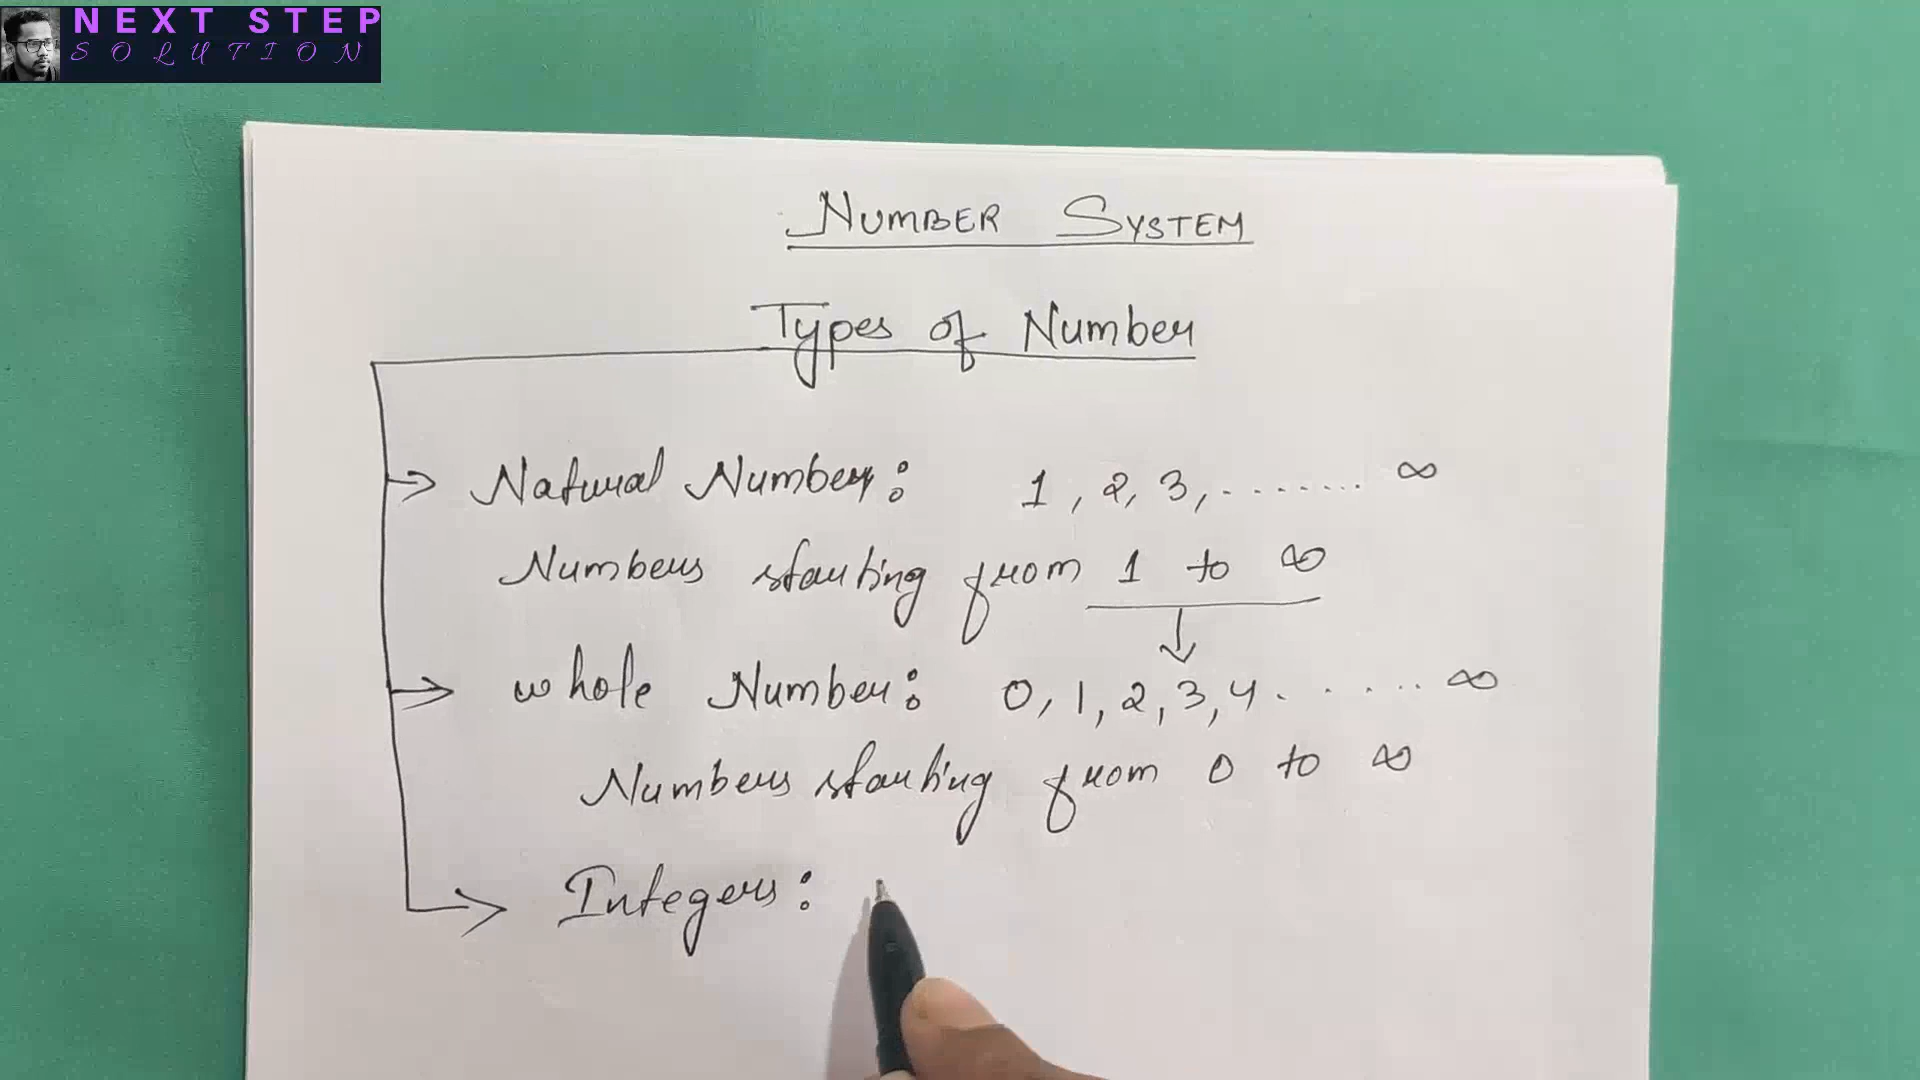 NEXT STEP
SOLUTION
NUMBER SYSTEM
Types of Number
Natural Number: 1, 2, 3, ........ ∞
Numbers starting from 1 to ∞
whole Number: 0, 1, 2, 3, 4 ...... ∞
Numbers starting from 0 to ∞
Integers: